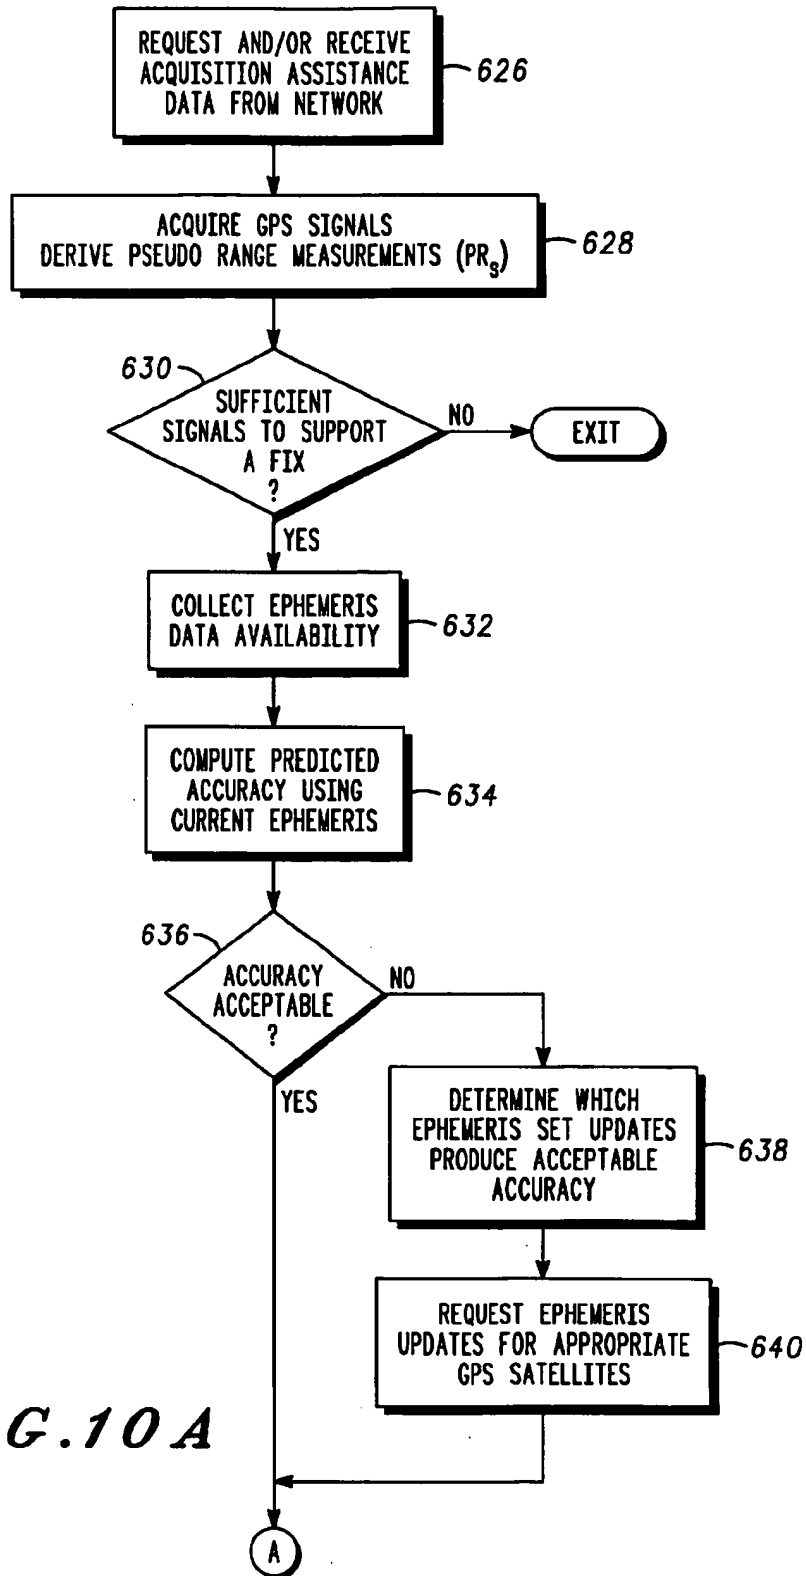 REQUEST AND/OR RECEIVE
ACQUISITION ASSISTANCE
DATA FROM NETWORK
626
ACQUIRE GPS SIGNALS
DERIVE PSEUDO RANGE MEASUREMENTS (PRS)
628
630
SUFFICIENT
SIGNALS TO SUPPORT
A FIX
?
NO
EXIT
YES
COLLECT EPHEMERIS
DATA AVAILABILITY
632
COMPUTE PREDICTED
ACCURACY USING
CURRENT EPHEMERIS
634
636
ACCURACY
ACCEPTABLE
?
NO
YES
DETERMINE WHICH
EPHEMERIS SET UPDATES
PRODUCE ACCEPTABLE
ACCURACY
638
REQUEST EPHEMERIS
UPDATES FOR APPROPRIATE
GPS SATELLITES
640
G.10A
A